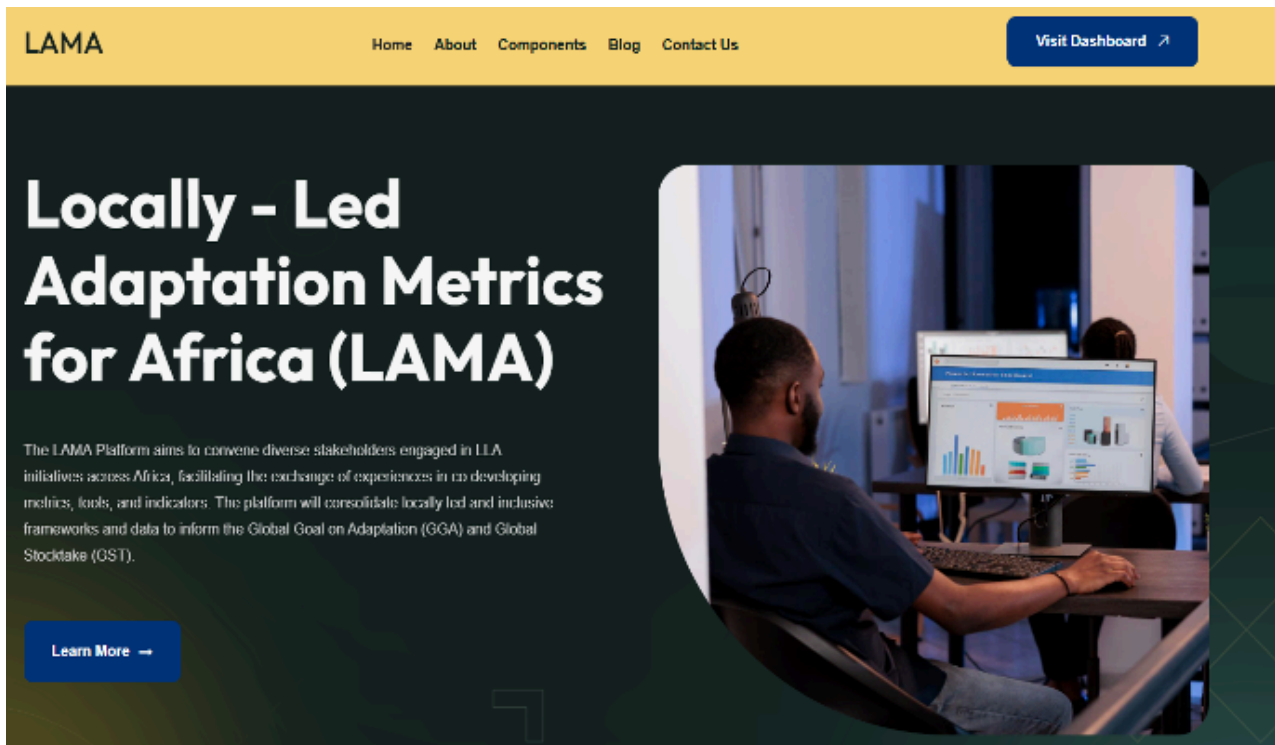 LAMA
Home About Components Blog Contact Us
Visit Dashboard ↗
Locally - Led
Adaptation Metrics
for Africa (LAMA)
The LAMA Platform aims to convene diverse stakeholders engaged in LLA
initiatives across Africa, facilitating the exchange of experiences in co developing
metrics, tools, and indicators. The platform will consolidate locally led and inclusive
frameworks and data to inform the Global Goal on Adaptation (GGA) and Global
Stocktake (GST).
Learn More →